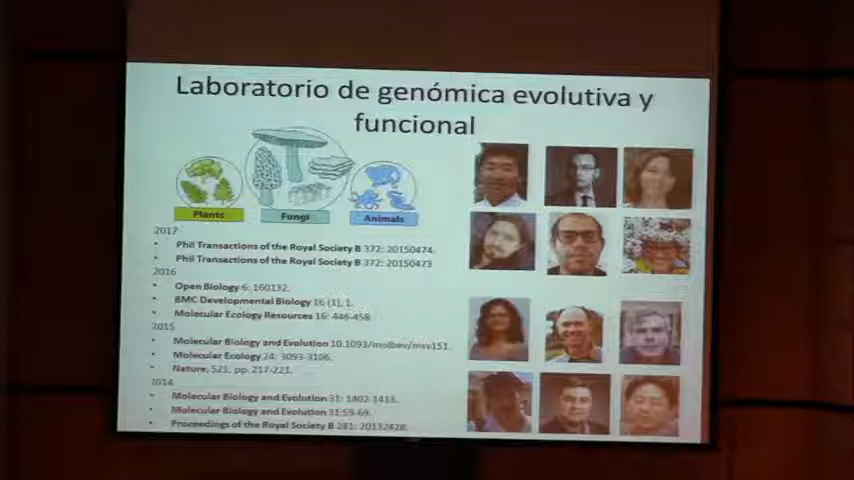 Laboratorio de genómica evolutiva y
funcional
Plants
Fungi
Animals
2017
• Phil Transactions of the Royal Society B 372: 20150474.
• Phil Transactions of the Royal Society B 372: 20150473
2016
• Open Biology 6: 160132.
• BMC Developmental Biology 16 (1), 1.
• Molecular Ecology Resources 16: 446-458
2015
• Molecular Biology and Evolution 10.1093/molbev/msv151.
• Molecular Ecology 24: 3093-3106.
• Nature, 521, pp. 217-221.
2014
• Molecular Biology and Evolution 31: 1402-1413.
• Molecular Biology and Evolution 31:59-69.
• Proceedings of the Royal Society B 281: 20132428.